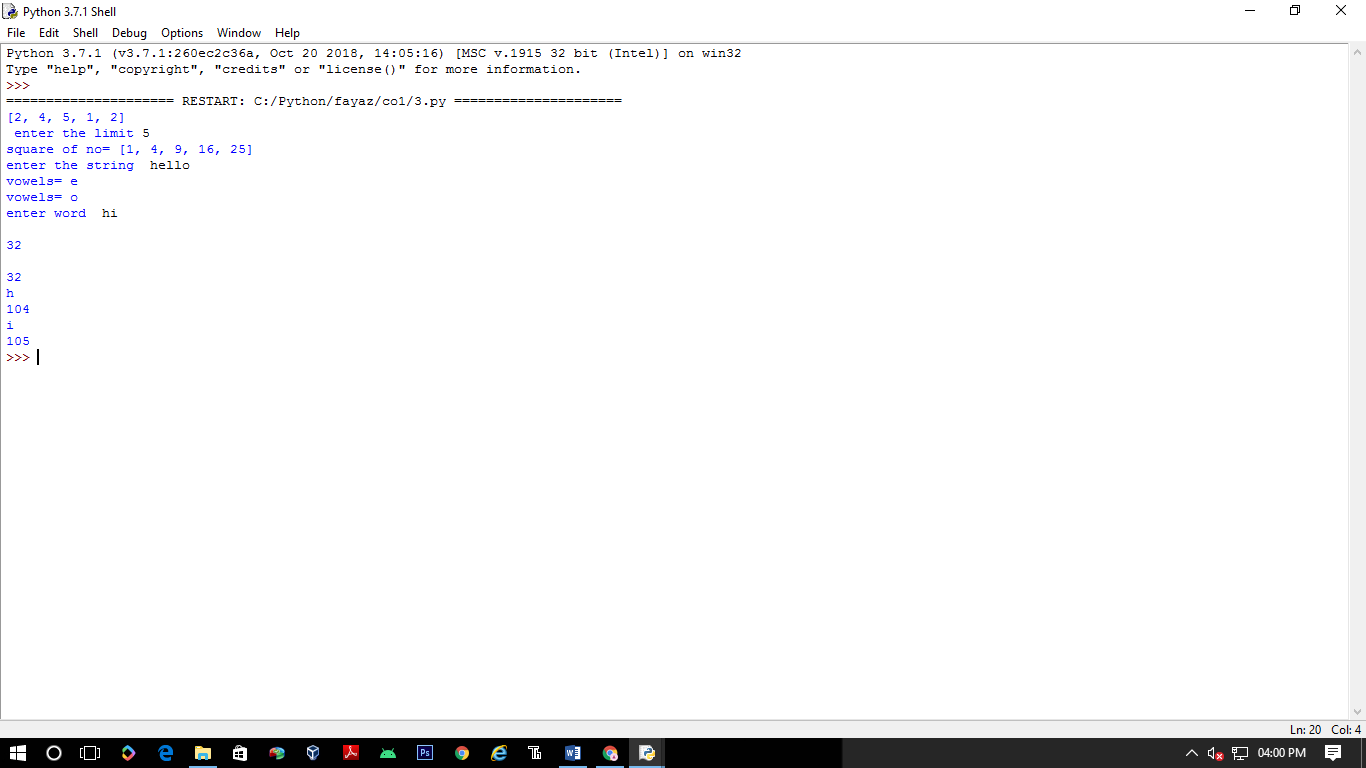 Python 3.7.1 Shell
File Edit Shell Debug Options Window Help
Python 3.7.1 (v3.7.1:260ec2c36a, Oct 20 2018, 14:05:16) [MSC v.1915 32 bit (Intel)] on win32
Type "help", "copyright", "credits" or "license()" for more information.
>>>
===================== RESTART: C:/Python/fayaz/co1/3.py =====================
[2, 4, 5, 1, 2]
 enter the limit 5
square of no= [1, 4, 9, 16, 25]
enter the string  hello
vowels= e
vowels= o
enter word  hi
32
32
h
104
i
105
>>>
Ln: 20 Col: 4
Ps
04:00 PM